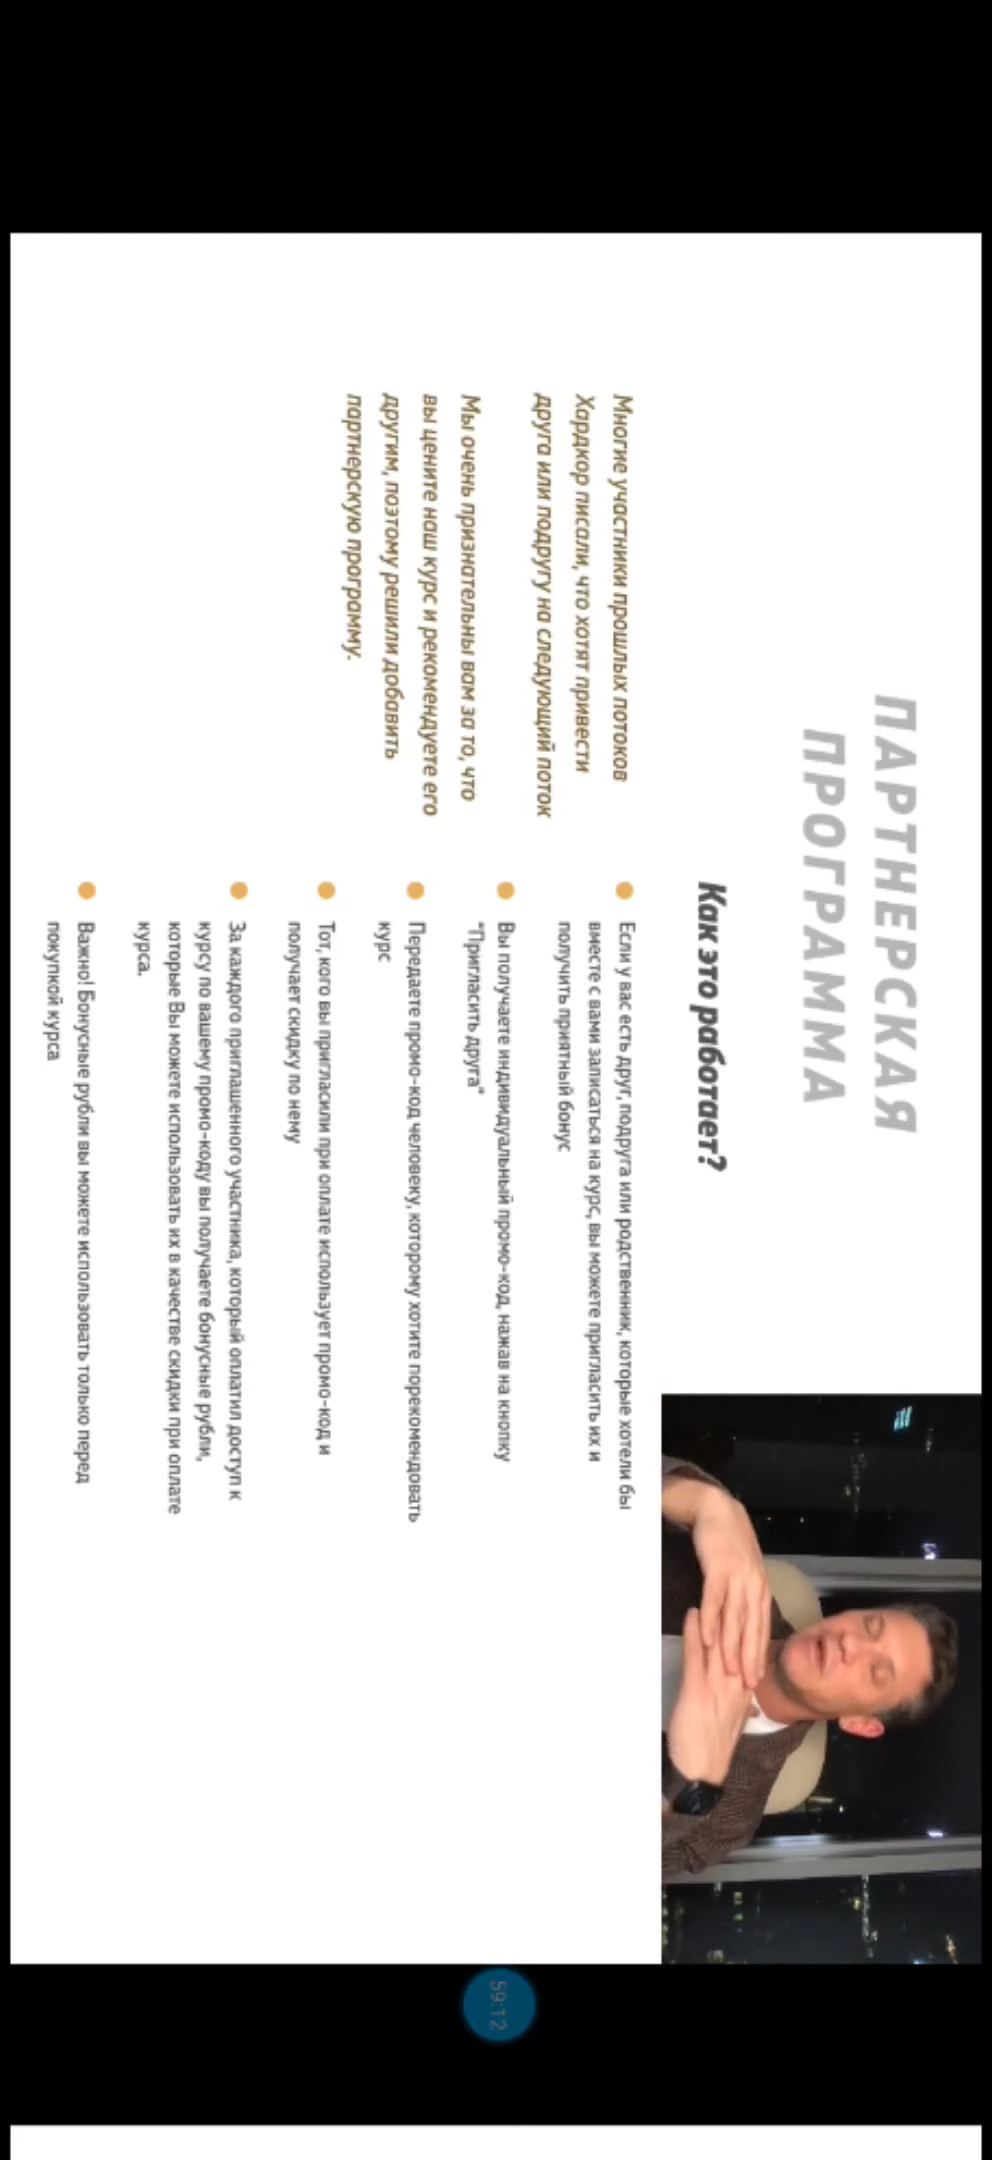 ПАРТНЕРСКАЯ
ПРОГРАММА
Многие участники прошлых потоков
Хардкор писали, что хотят привести
друга или подругу на следующий поток
Мы очень признательны вам за то, что
вы цените наш курс и рекомендуете его
другим, поэтому решили добавить
партнерскую программу.
Как это работает?
Если у вас есть друг, подруга или родственник, которые хотели бы
вместе с вами записаться на курс, вы можете пригласить их и
получить приятный бонус
Вы получаете индивидуальный промо-код, нажав на кнопку
"Пригласить друга"
Передаете промо-код человеку, которому хотите порекомендовать
курс
Тот, кого вы пригласили при оплате использует промо-код и
получает скидку по нему
За каждого приглашенного участника, который оплатил доступ к
курсу по вашему промо-коду вы получаете бонусные рубли,
которые Вы можете использовать их в качестве скидки при оплате
курса.
Важно! Бонусные рубли вы можете использовать только перед
покупкой курса
59:12